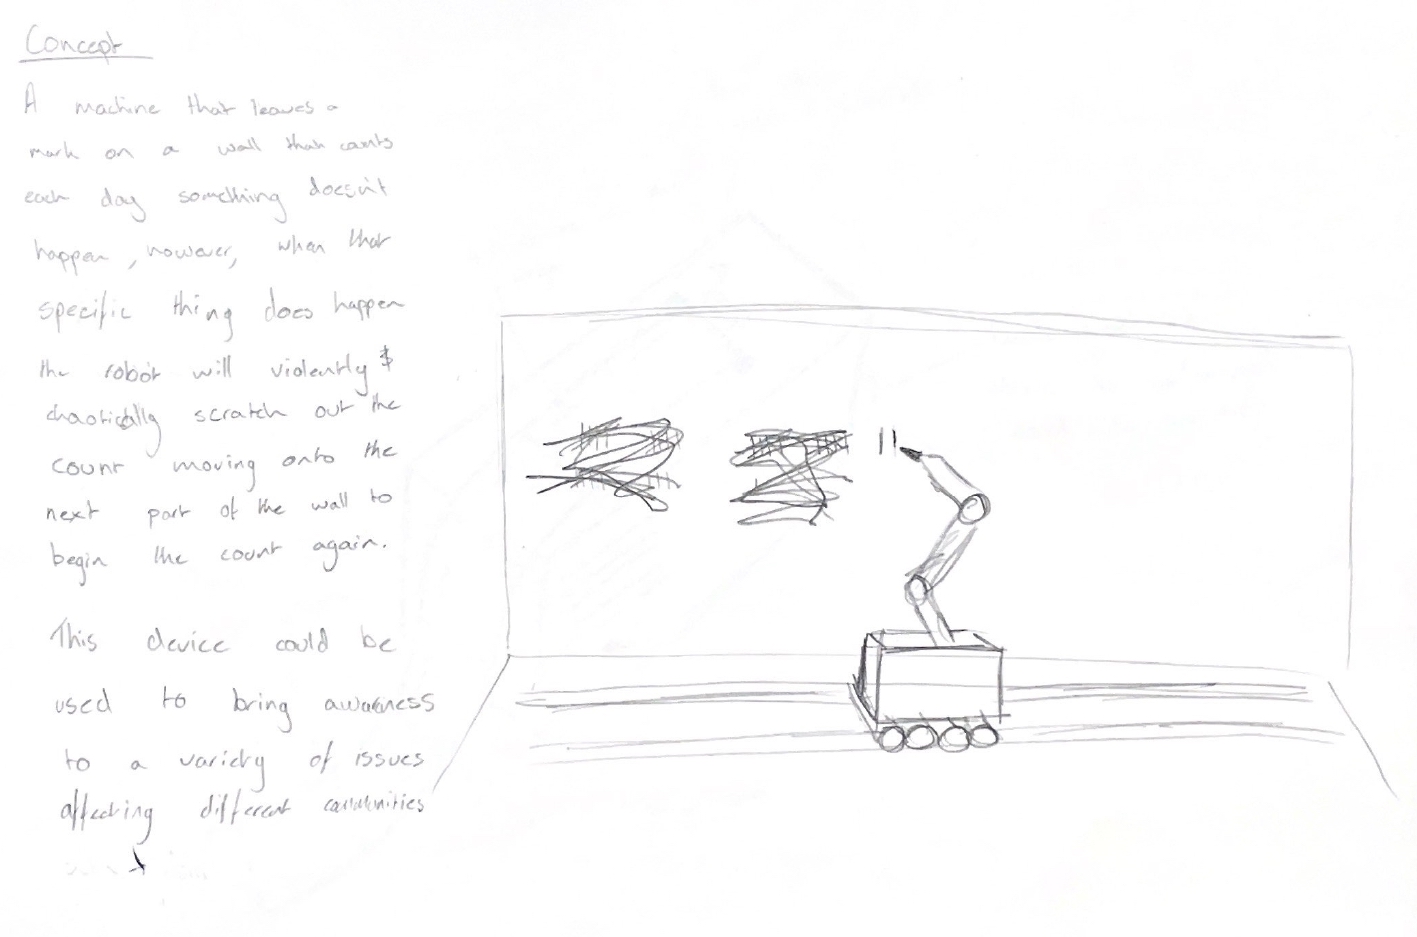 Concept
A machine that leaves a
mark on a wall that counts
each day something doesn't
happen, however, when that
specific thing does happen
the robot will violently &
chaotically scratch out the
count moving onto the
next part of the wall to
begin the count again.
This device could be
used to bring awareness
to a variety of issues
affecting different communities